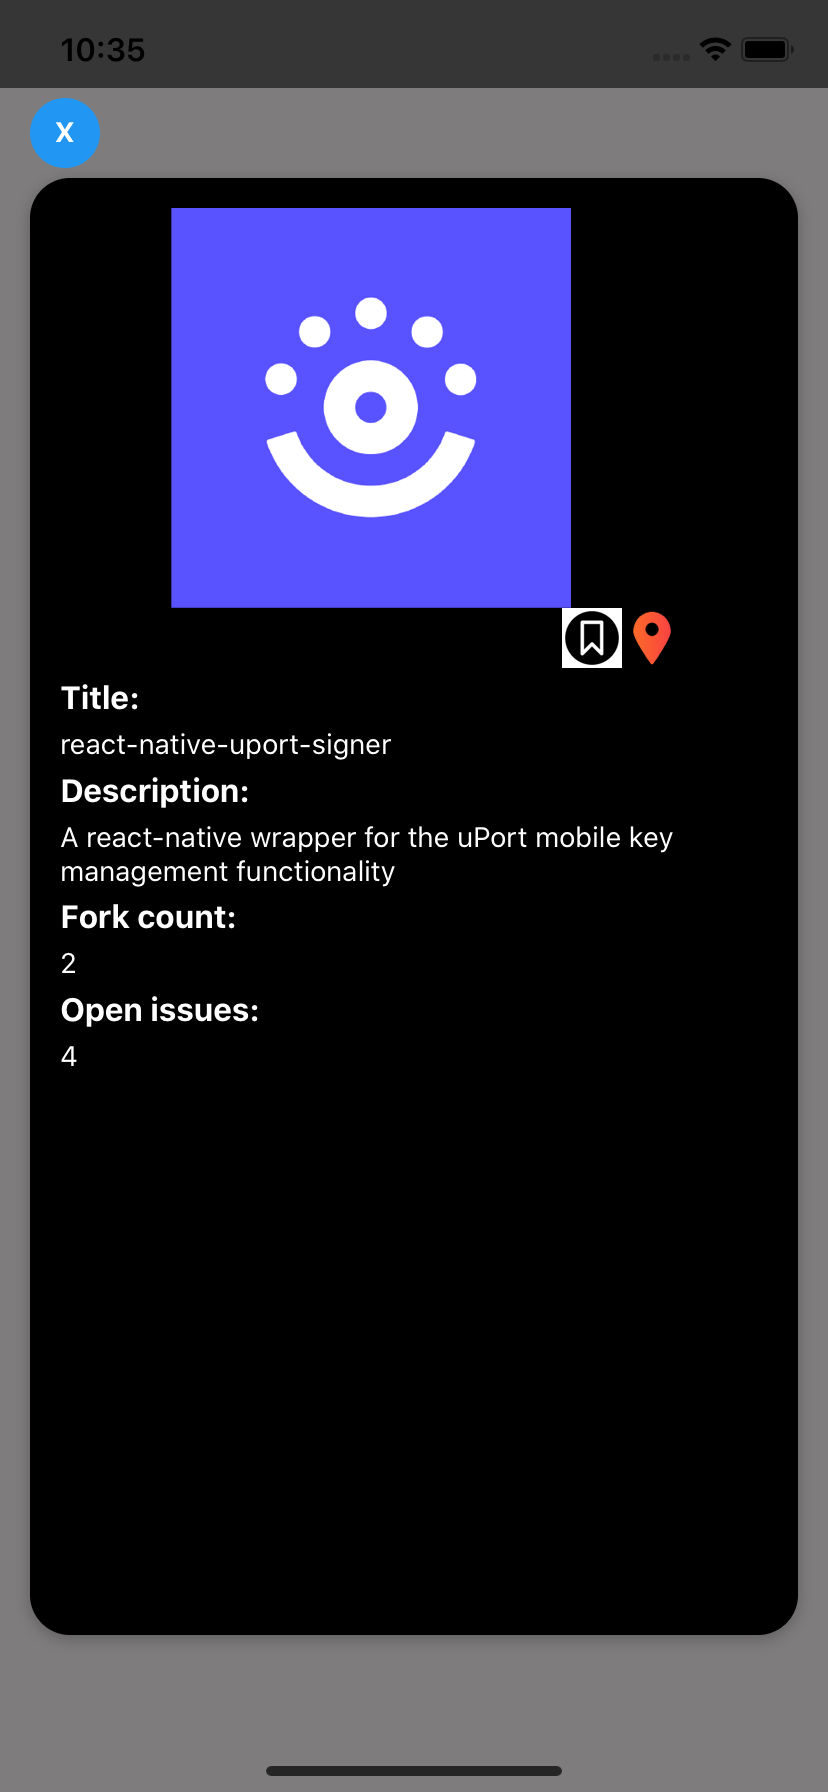 10:35
X
Title:
react-native-uport-signer
Description:
A react-native wrapper for the uPort mobile key
management functionality
Fork count:
2
Open issues:
4